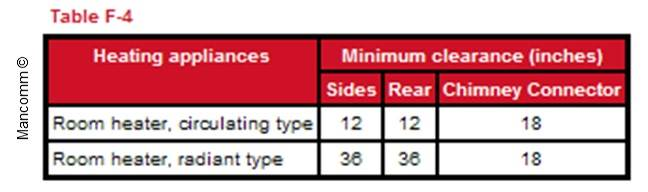 Table F-4
Heating appliances Minimum clearance (inches)
Sides Rear Chimney Connector
Room heater, circulating type 12 12 18
Room heater, radiant type 36 36 18
Mancomm ©